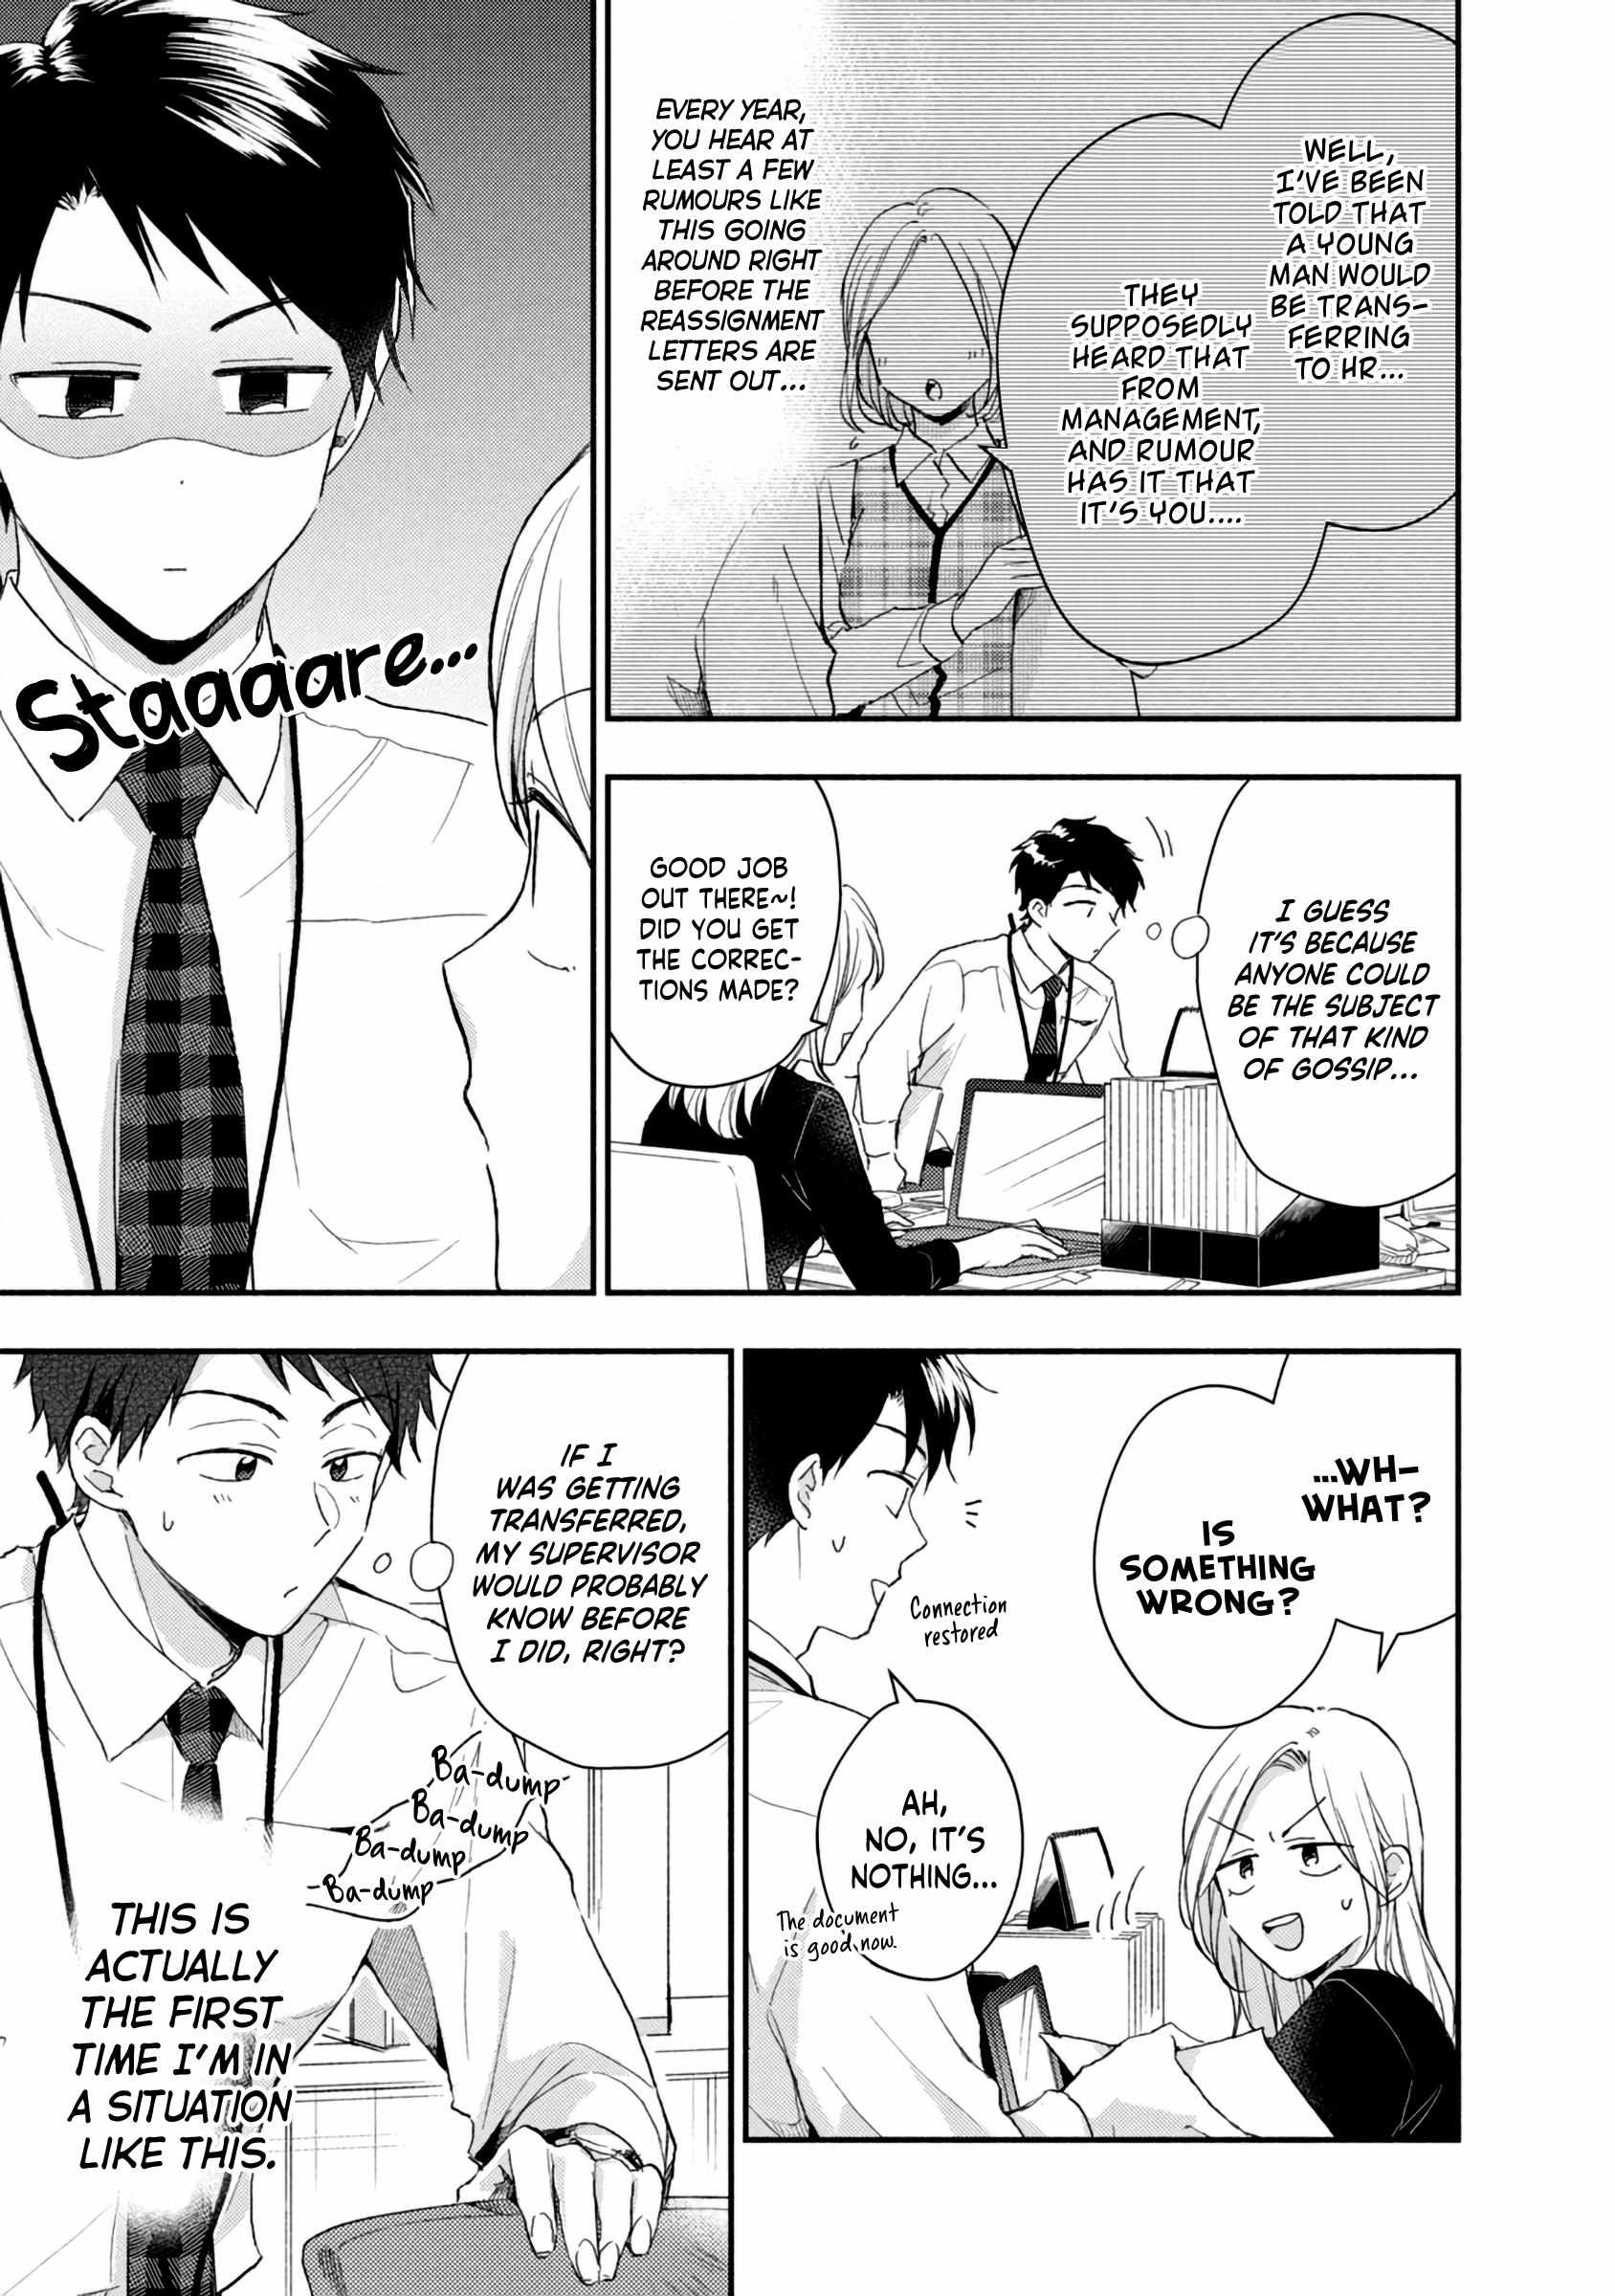 WELL,
I'VE BEEN
TOLD THAT
A YOUNG
MAN WOULD
BE TRANS-
FERRING
TO HR...
THEY
SUPPOSEDLY
HEARD THAT
FROM
MANAGEMENT,
AND RUMOUR
HAS IT THAT
IT'S YOU....
EVERY YEAR,
YOU HEAR AT
LEAST A FEW
RUMOURS LIKE
THIS GOING
AROUND RIGHT
BEFORE THE
REASSIGNMENT
LETTERS ARE
SENT OUT...
I GUESS
IT'S BECAUSE
ANYONE COULD
BE THE SUBJECT
OF THAT KIND
OF GOSSIP...
GOOD JOB
OUT THERE~!
DID YOU GET
THE CORREC-
TIONS MADE?
Staaaare...
...WH-
WHAT?
IS
SOMETHING
WRONG?
Connection
restored
AH,
NO, IT'S
NOTHING...
The document
is good now.
IF I
WAS GETTING
TRANSFERRED,
MY SUPERVISOR
WOULD PROBABLY
KNOW BEFORE
I DID, RIGHT?
Ba-dump
Ba-dump
Ba-dump
Ba-dump
THIS IS
ACTUALLY
THE FIRST
TIME I'M IN
A SITUATION
LIKE THIS.